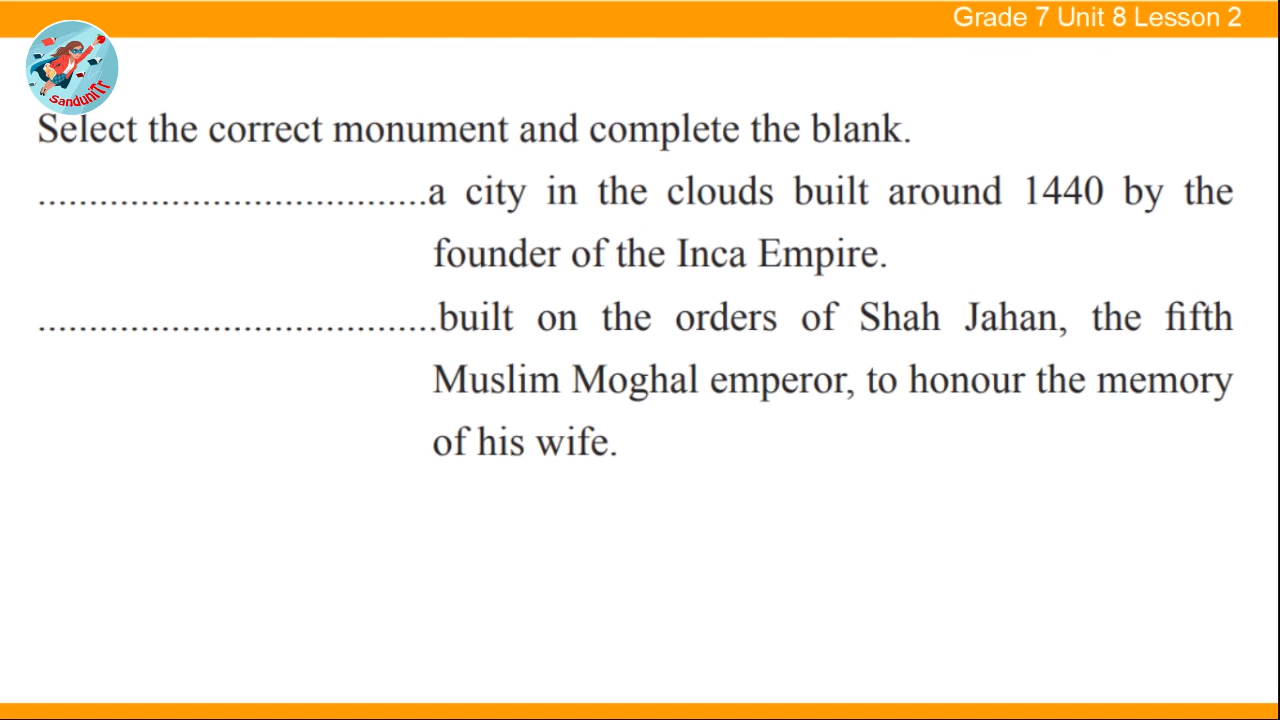 Grade 7 Unit 8 Lesson 2
SanduniTr
Select the correct monument and complete the blank.
......................................a city in the clouds built around 1440 by the
founder of the Inca Empire.
.......................................built on the orders of Shah Jahan, the fifth
Muslim Moghal emperor, to honour the memory
of his wife.